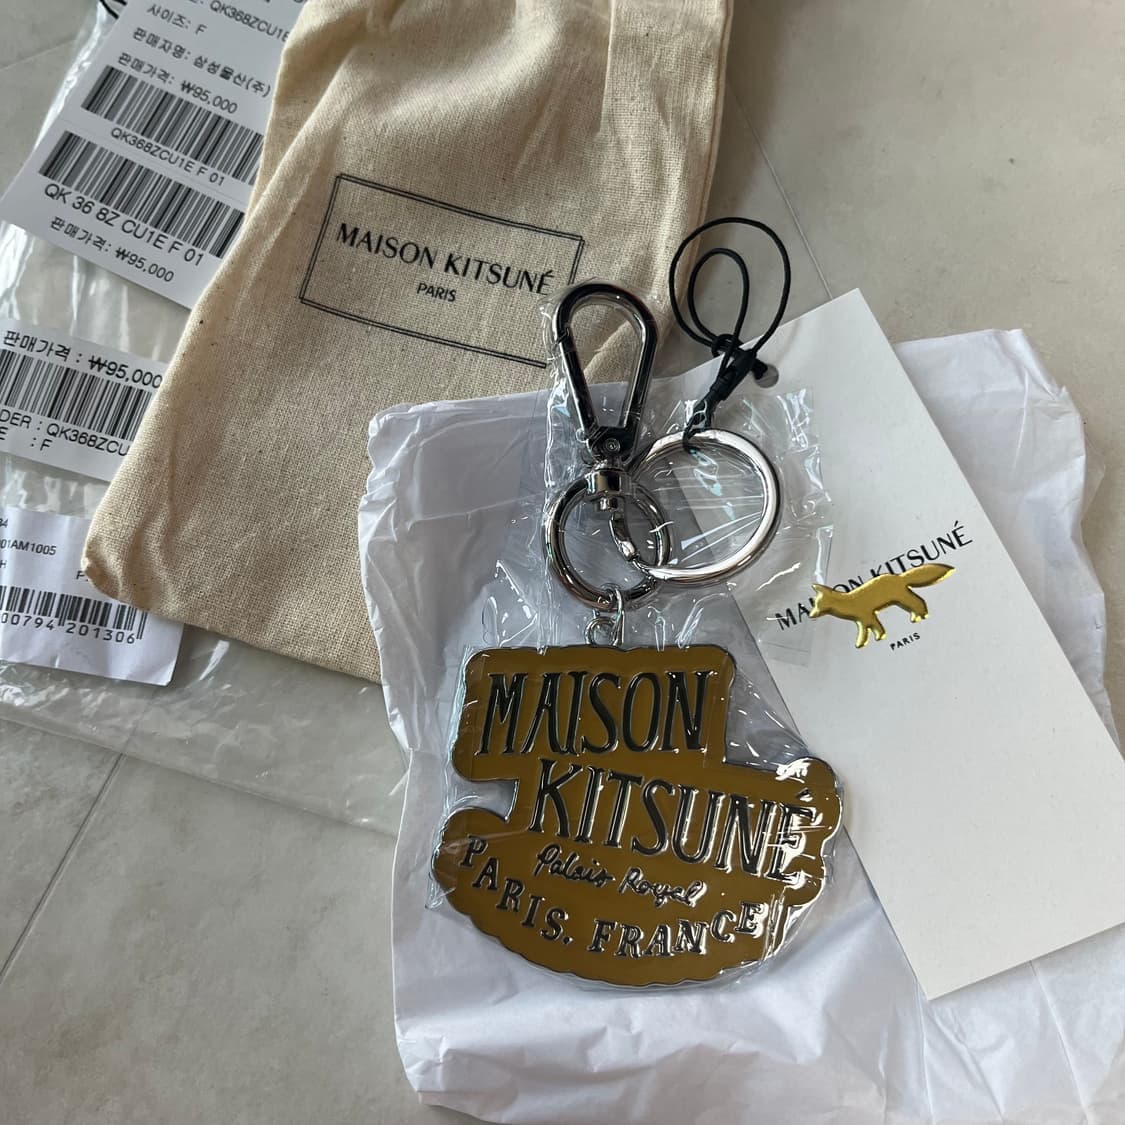 QK368ZCU1E
사이즈: F
판매자명: 삼성물산(주)
판매가격: ₩95,000
QK368ZCU1E F 01
QK 36 8Z CU1E F 01
판매가격: ₩95,000
판매가격 : ₩95,000
DER : QK368ZCU
E : F
84
01AM1005
H F
00794 201306
MAISON KITSUNÉ
PARIS
MAISON KITSUNÉ
PARIS
MAISON
KITSUNÉ
Palais Royal
PARIS. FRANCE